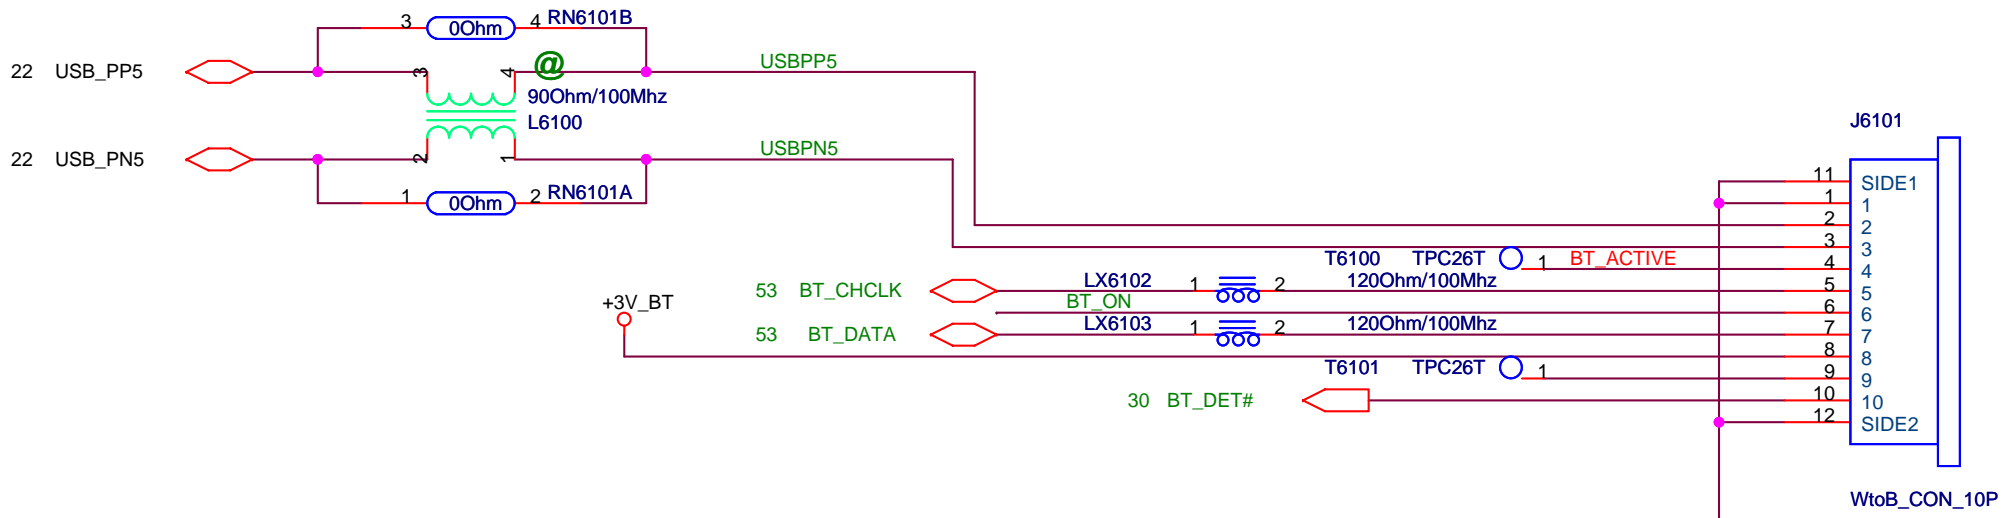 3 0Ohm 4 RN6101B
22 USB_PP5 3 4 @ USBPP5
90Ohm/100Mhz
L6100
J6101
22 USB_PN5 2 1 USBPN5
1 0Ohm 2 RN6101A
11 SIDE1
1 1
2 2
3 3
T6100 TPC26T 1 BT_ACTIVE 4 4
53 BT_CHCLK LX6102 1 2 120Ohm/100Mhz 5 5
+3V_BT BT_ON 6 6
53 BT_DATA LX6103 1 2 120Ohm/100Mhz 7 7
8 8
T6101 TPC26T 1 9 9
30 BT_DET# 10 10
12 SIDE2
WtoB_CON_10P